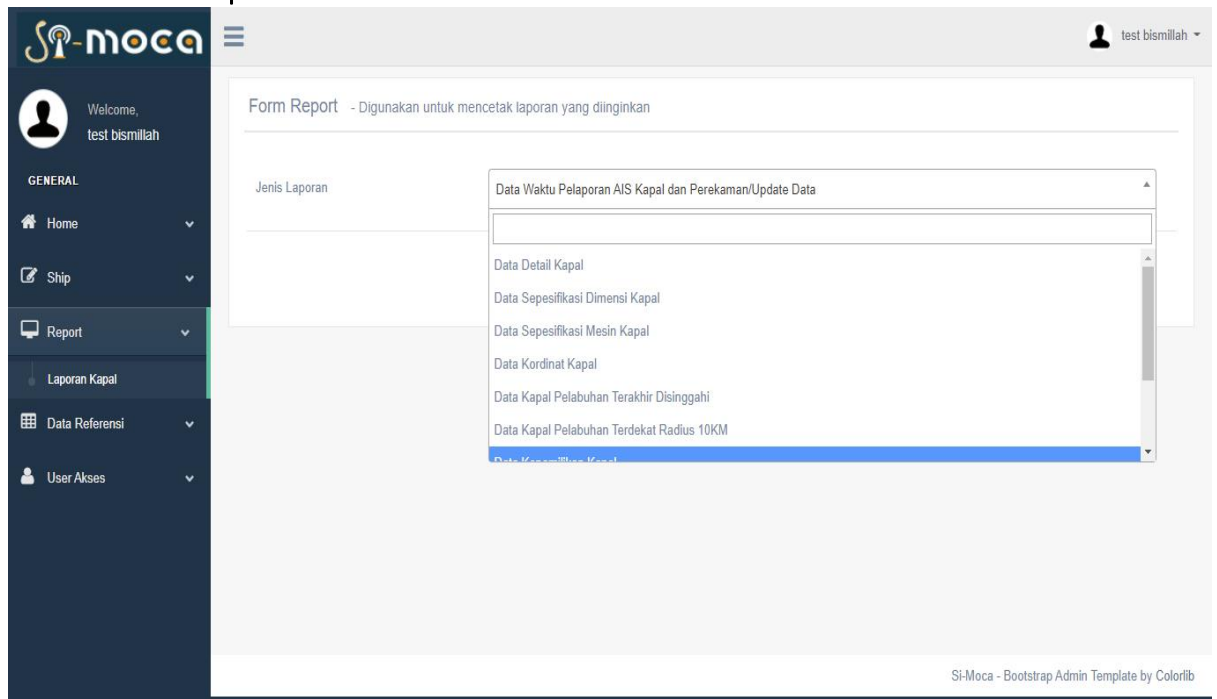 Si-moca
test bismillah
Welcome,
test bismillah
GENERAL
Home
Ship
Report
Laporan Kapal
Data Referensi
User Akses
Form Report - Digunakan untuk mencetak laporan yang diinginkan
Jenis Laporan
Data Waktu Pelaporan AIS Kapal dan Perekaman/Update Data
Data Detail Kapal
Data Sepesifikasi Dimensi Kapal
Data Sepesifikasi Mesin Kapal
Data Kordinat Kapal
Data Kapal Pelabuhan Terakhir Disinggahi
Data Kapal Pelabuhan Terdekat Radius 10KM
Data Kepemilikan Kapal
Si-Moca - Bootstrap Admin Template by Colorlib